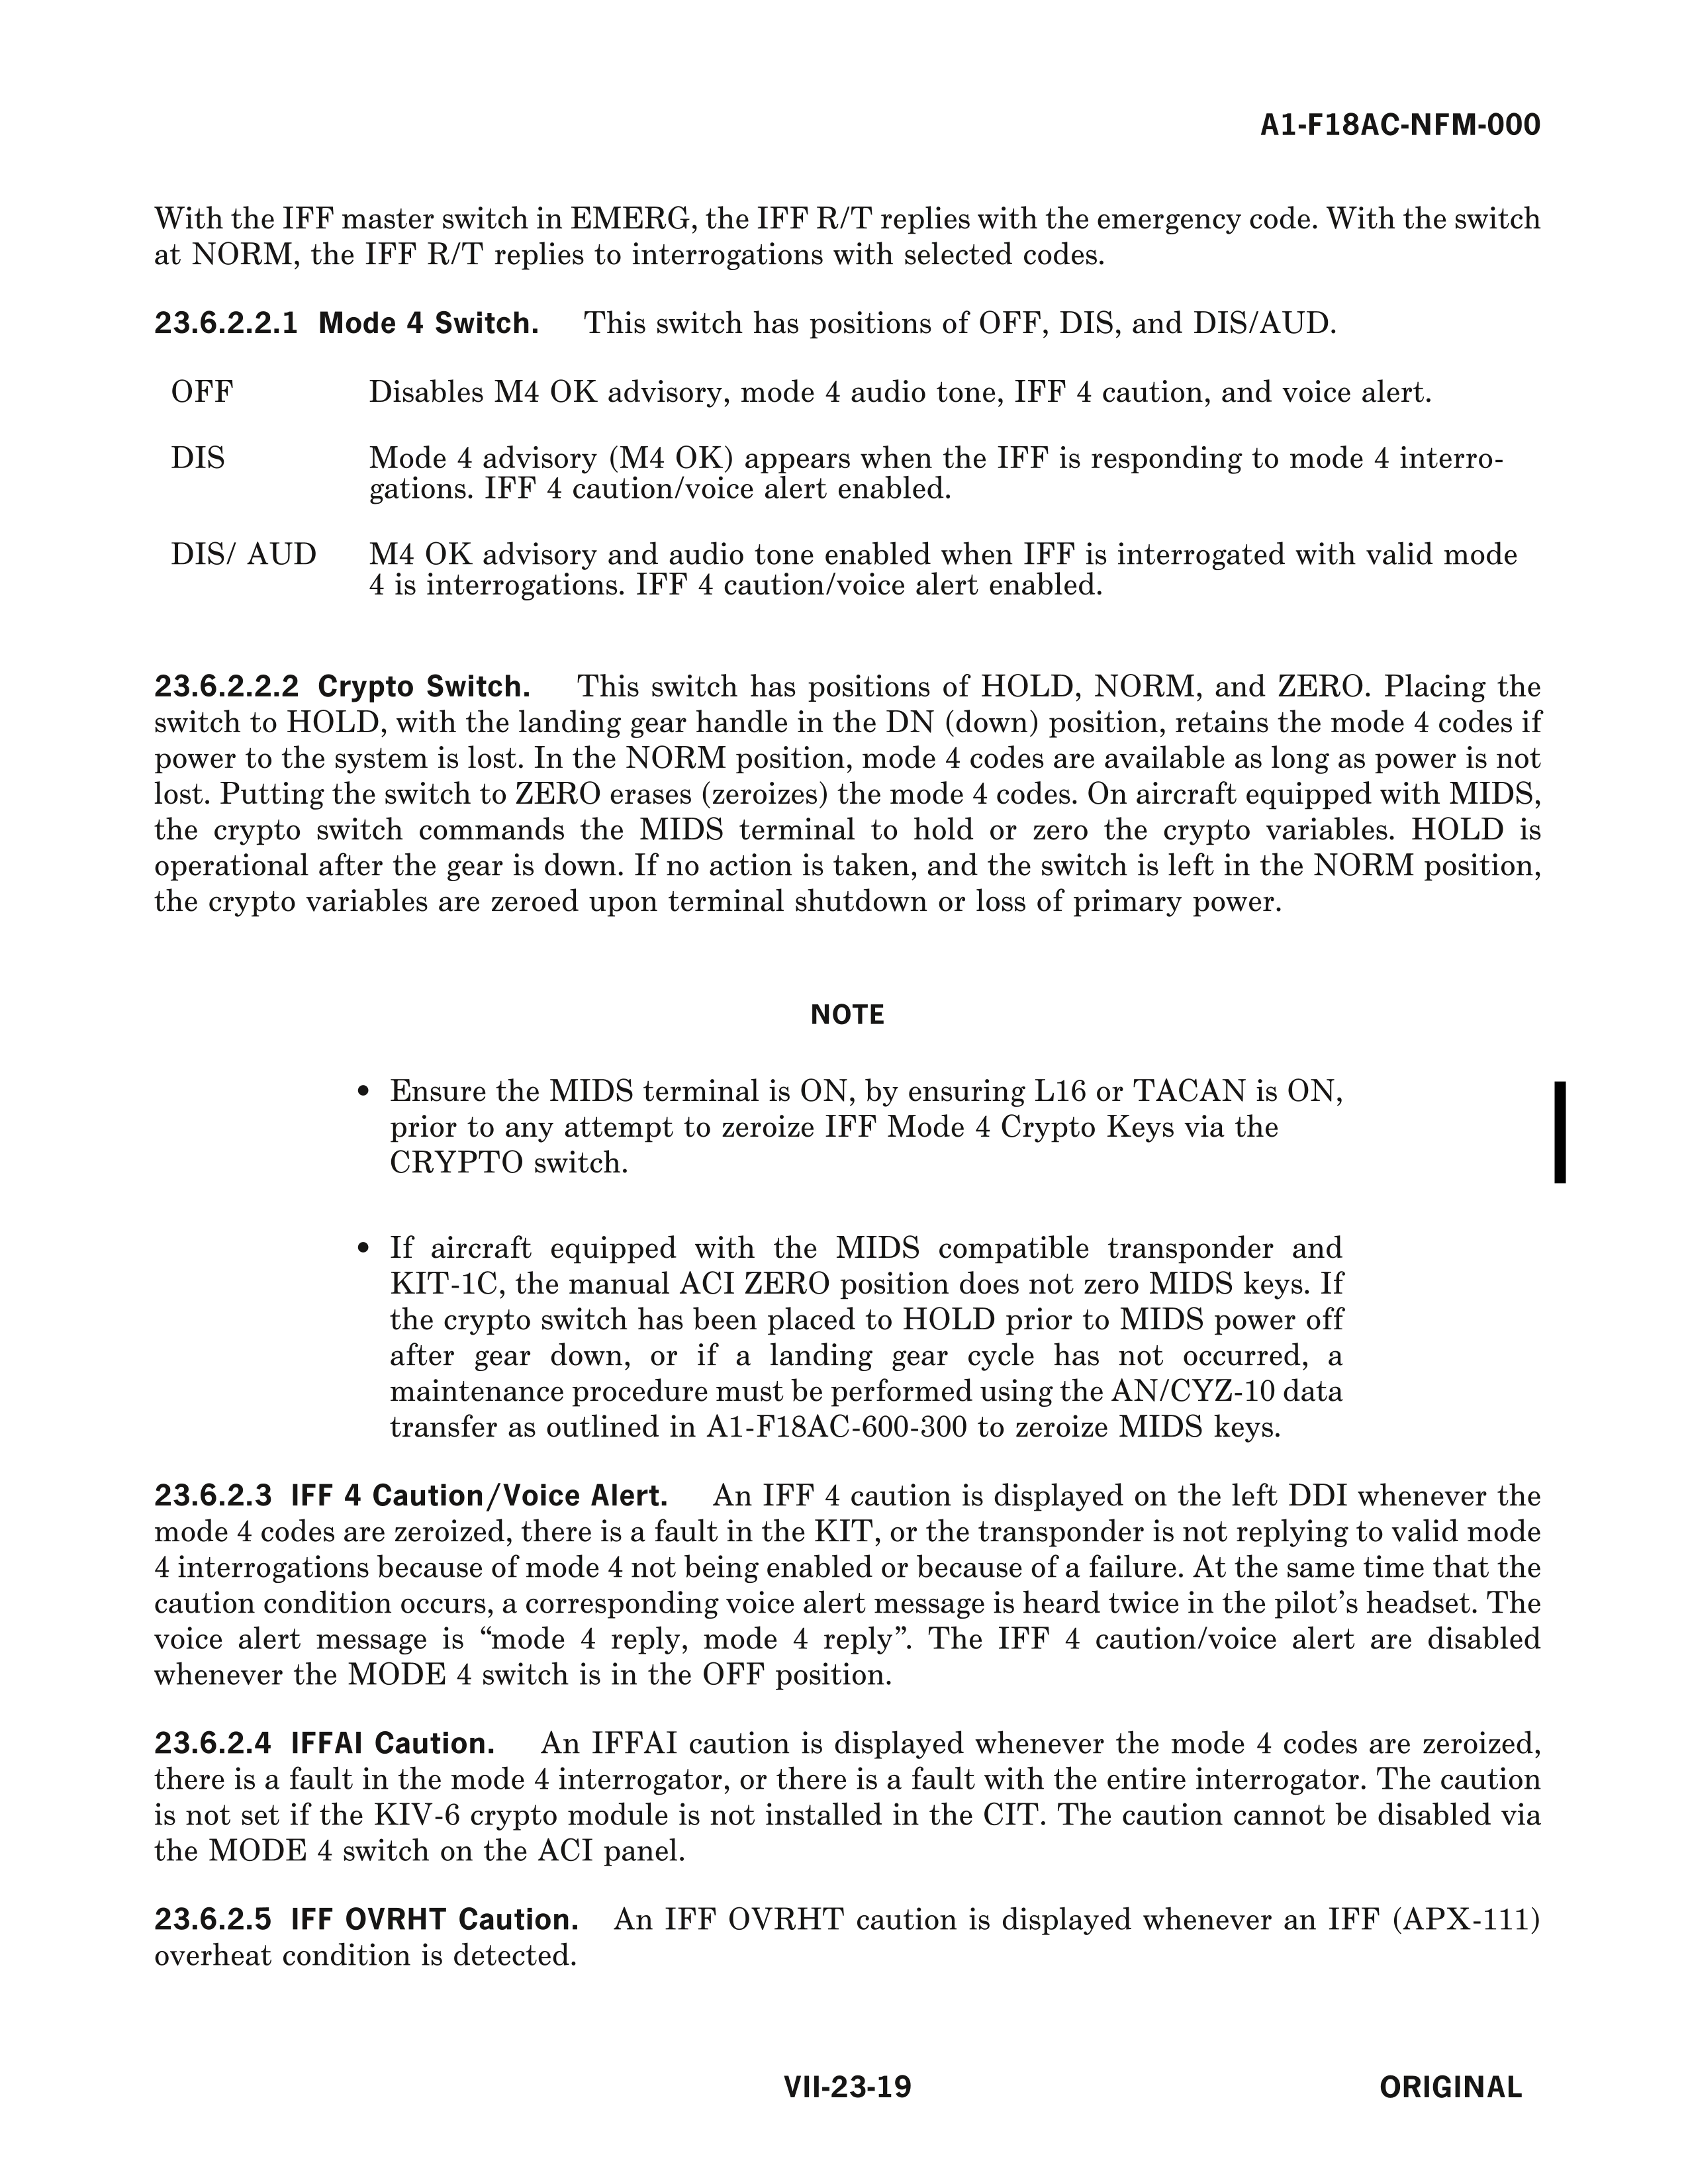 A1-F18AC-NFM-000
With the IFF master switch in EMERG, the IFF R/T replies with the emergency code. With the switch
at NORM, the IFF R/T replies to interrogations with selected codes.
23.6.2.2.1 Mode 4 Switch. This switch has positions of OFF, DIS, and DIS/AUD.
OFF Disables M4 OK advisory, mode 4 audio tone, IFF 4 caution, and voice alert.
DIS Mode 4 advisory (M4 OK) appears when the IFF is responding to mode 4 interro-
gations. IFF 4 caution/voice alert enabled.
DIS/ AUD M4 OK advisory and audio tone enabled when IFF is interrogated with valid mode
4 is interrogations. IFF 4 caution/voice alert enabled.
23.6.2.2.2 Crypto Switch. This switch has positions of HOLD, NORM, and ZERO. Placing the
switch to HOLD, with the landing gear handle in the DN (down) position, retains the mode 4 codes if
power to the system is lost. In the NORM position, mode 4 codes are available as long as power is not
lost. Putting the switch to ZERO erases (zeroizes) the mode 4 codes. On aircraft equipped with MIDS,
the crypto switch commands the MIDS terminal to hold or zero the crypto variables. HOLD is
operational after the gear is down. If no action is taken, and the switch is left in the NORM position,
the crypto variables are zeroed upon terminal shutdown or loss of primary power.
NOTE
• Ensure the MIDS terminal is ON, by ensuring L16 or TACAN is ON,
prior to any attempt to zeroize IFF Mode 4 Crypto Keys via the
CRYPTO switch.
• If aircraft equipped with the MIDS compatible transponder and
KIT-1C, the manual ACI ZERO position does not zero MIDS keys. If
the crypto switch has been placed to HOLD prior to MIDS power off
after gear down, or if a landing gear cycle has not occurred, a
maintenance procedure must be performed using the AN/CYZ-10 data
transfer as outlined in A1-F18AC-600-300 to zeroize MIDS keys.
23.6.2.3 IFF 4 Caution/Voice Alert. An IFF 4 caution is displayed on the left DDI whenever the
mode 4 codes are zeroized, there is a fault in the KIT, or the transponder is not replying to valid mode
4 interrogations because of mode 4 not being enabled or because of a failure. At the same time that the
caution condition occurs, a corresponding voice alert message is heard twice in the pilot’s headset. The
voice alert message is “mode 4 reply, mode 4 reply”. The IFF 4 caution/voice alert are disabled
whenever the MODE 4 switch is in the OFF position.
23.6.2.4 IFFAI Caution. An IFFAI caution is displayed whenever the mode 4 codes are zeroized,
there is a fault in the mode 4 interrogator, or there is a fault with the entire interrogator. The caution
is not set if the KIV-6 crypto module is not installed in the CIT. The caution cannot be disabled via
the MODE 4 switch on the ACI panel.
23.6.2.5 IFF OVRHT Caution. An IFF OVRHT caution is displayed whenever an IFF (APX-111)
overheat condition is detected.
VII-23-19 ORIGINAL